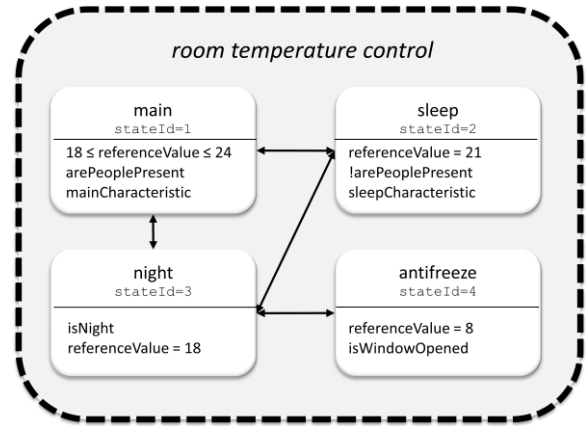 room temperature control
main
stateId=1
18 ≤ referenceValue ≤ 24
arePeoplePresent
mainCharacteristic
sleep
stateId=2
referenceValue = 21
!arePeoplePresent
sleepCharacteristic
night
stateId=3
isNight
referenceValue = 18
antifreeze
stateId=4
referenceValue = 8
isWindowOpened